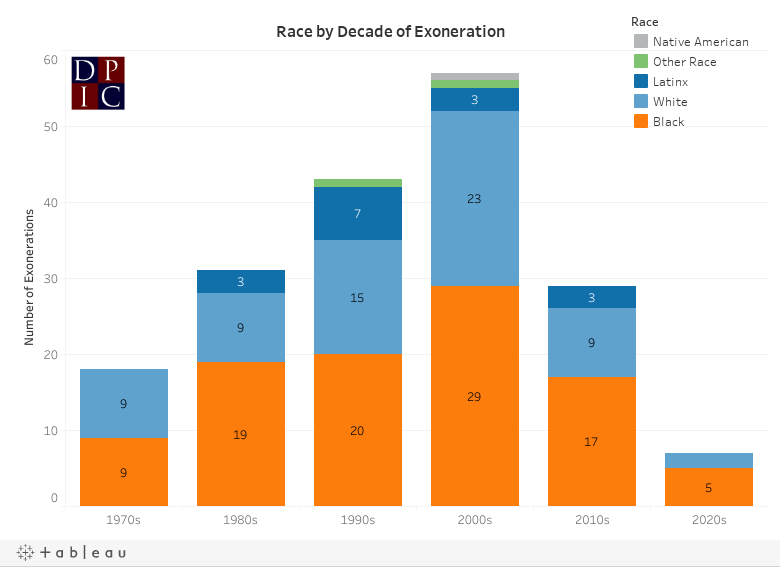 Race by Decade of Exoneration
Race
Native American
Other Race
Latinx
White
Black
D P
I C
Number of Exonerations
60
50
40
30
20
10
0
9
9
3
9
19
7
15
20
3
23
29
3
9
17
5
1970s
1980s
1990s
2000s
2010s
2020s
+ableau